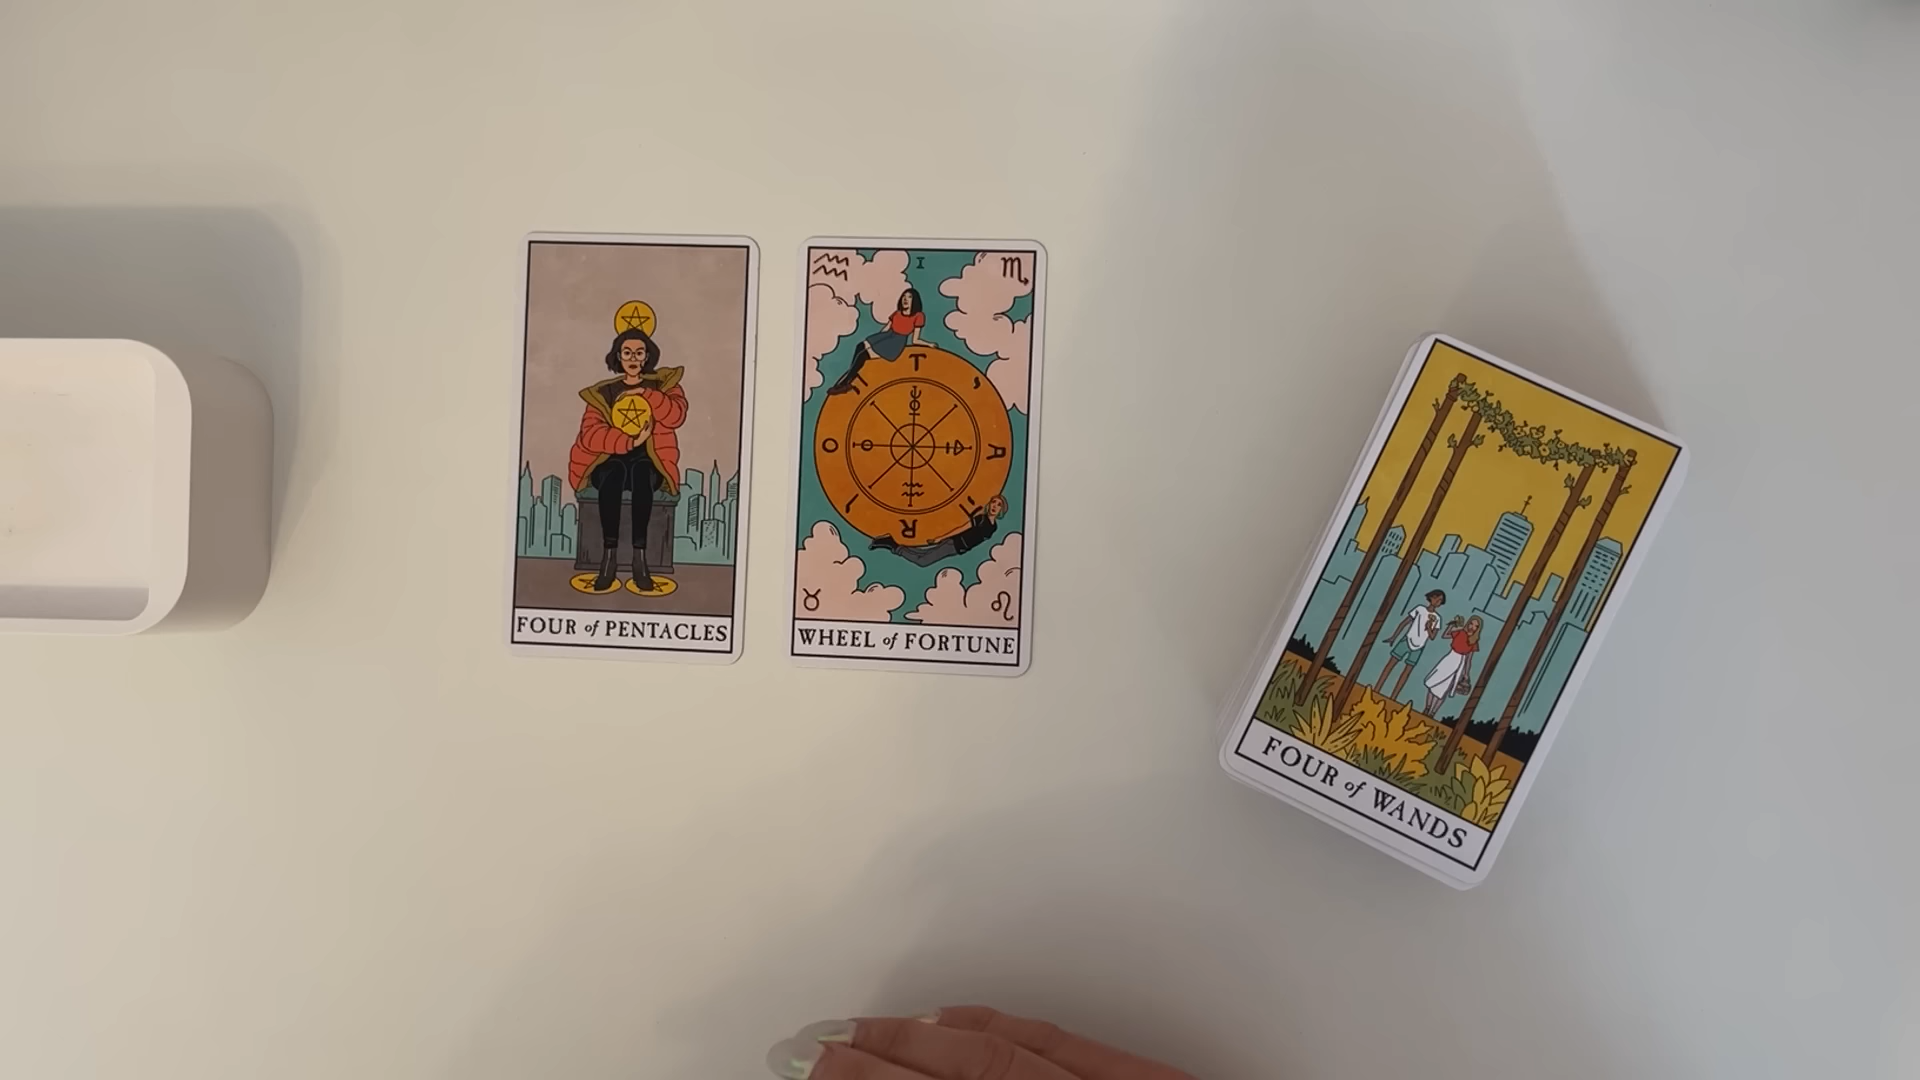 FOUR of PENTACLES
I
T
A
R
O
WHEEL of FORTUNE
FOUR of WANDS